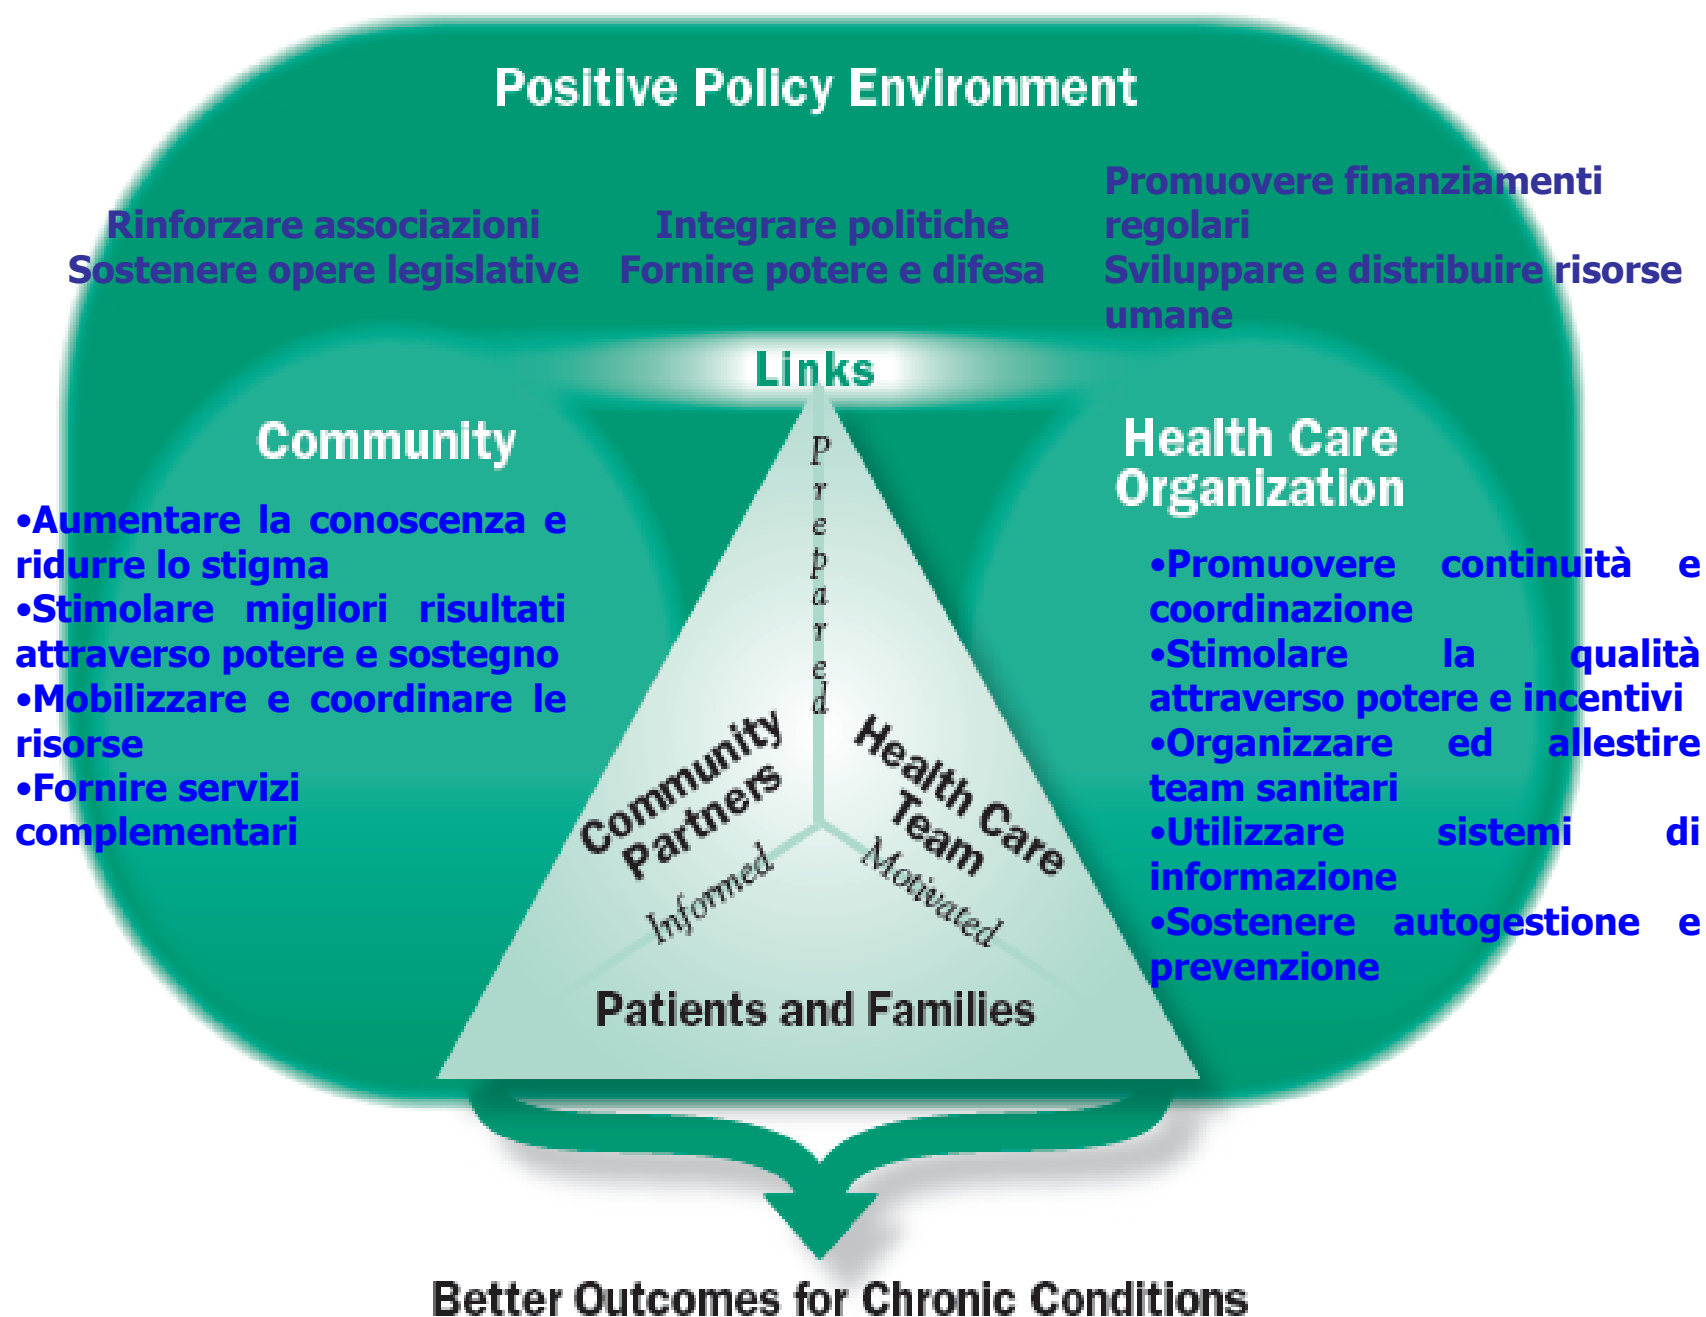 Positive Policy Environment
Rinforzare associazioni
Sostenere opere legislative
Integrare politiche
Fornire potere e difesa
Promuovere finanziamenti
regolari
Sviluppare e distribuire risorse
umane
Links
Community
•Aumentare la conoscenza e
ridurre lo stigma
•Stimolare migliori risultati
attraverso potere e sostegno
•Mobilizzare e coordinare le
risorse
•Fornire servizi
complementari
Health Care
Organization
•Promuovere continuità e
coordinazione
•Stimolare la qualità
attraverso potere e incentivi
•Organizzare ed allestire
team sanitari
•Utilizzare sistemi di
informazione
•Sostenere autogestione e
prevenzione
Prepared
Community
Partners
Health Care
Team
Informed
Motivated
Patients and Families
Better Outcomes for Chronic Conditions